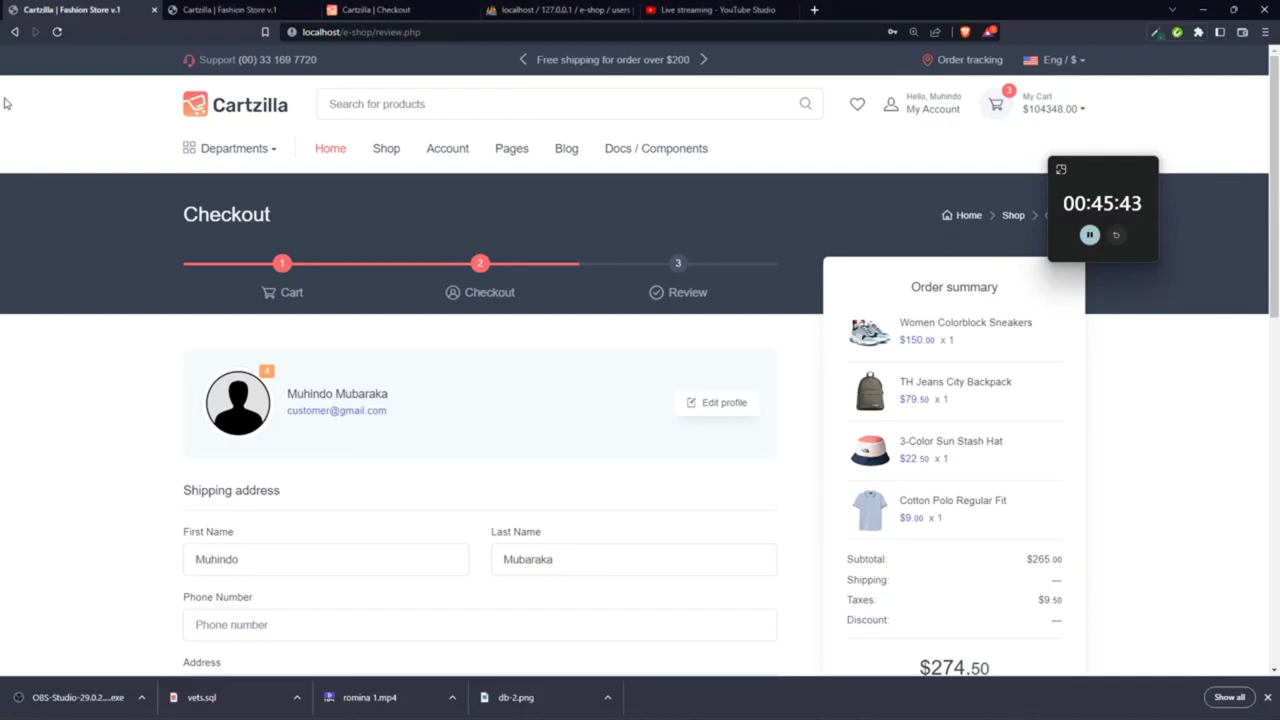 Cartzilla | Fashion Store v.1
Cartzilla | Fashion Store v.1
Cartzilla | Checkout
localhost / 127.0.0.1 / e-shop / users
Live streaming - YouTube Studio
localhost/e-shop/review.php
Support (00) 33 169 7720
Free shipping for order over $200
Order tracking
Eng / $
Cartzilla
Search for products
Hello, Muhindo
My Account
3
My Cart
$104348.00
Departments
Home
Shop
Account
Pages
Blog
Docs / Components
Checkout
Home
Shop
00:45:43
1
2
3
Cart
Checkout
Review
4
Muhindo Mubaraka
customer@gmail.com
Edit profile
Shipping address
First Name
Last Name
Muhindo
Mubaraka
Phone Number
Phone number
Address
Order summary
Women Colorblock Sneakers
$150.00 x 1
TH Jeans City Backpack
$79.50 x 1
3-Color Sun Stash Hat
$22.50 x 1
Cotton Polo Regular Fit
$9.00 x 1
Subtotal: $265.00
Shipping: —
Taxes: $9.50
Discount: —
$274.50
OBS-Studio-29.0.2....exe
vets.sql
romina 1.mp4
db-2.png
Show all